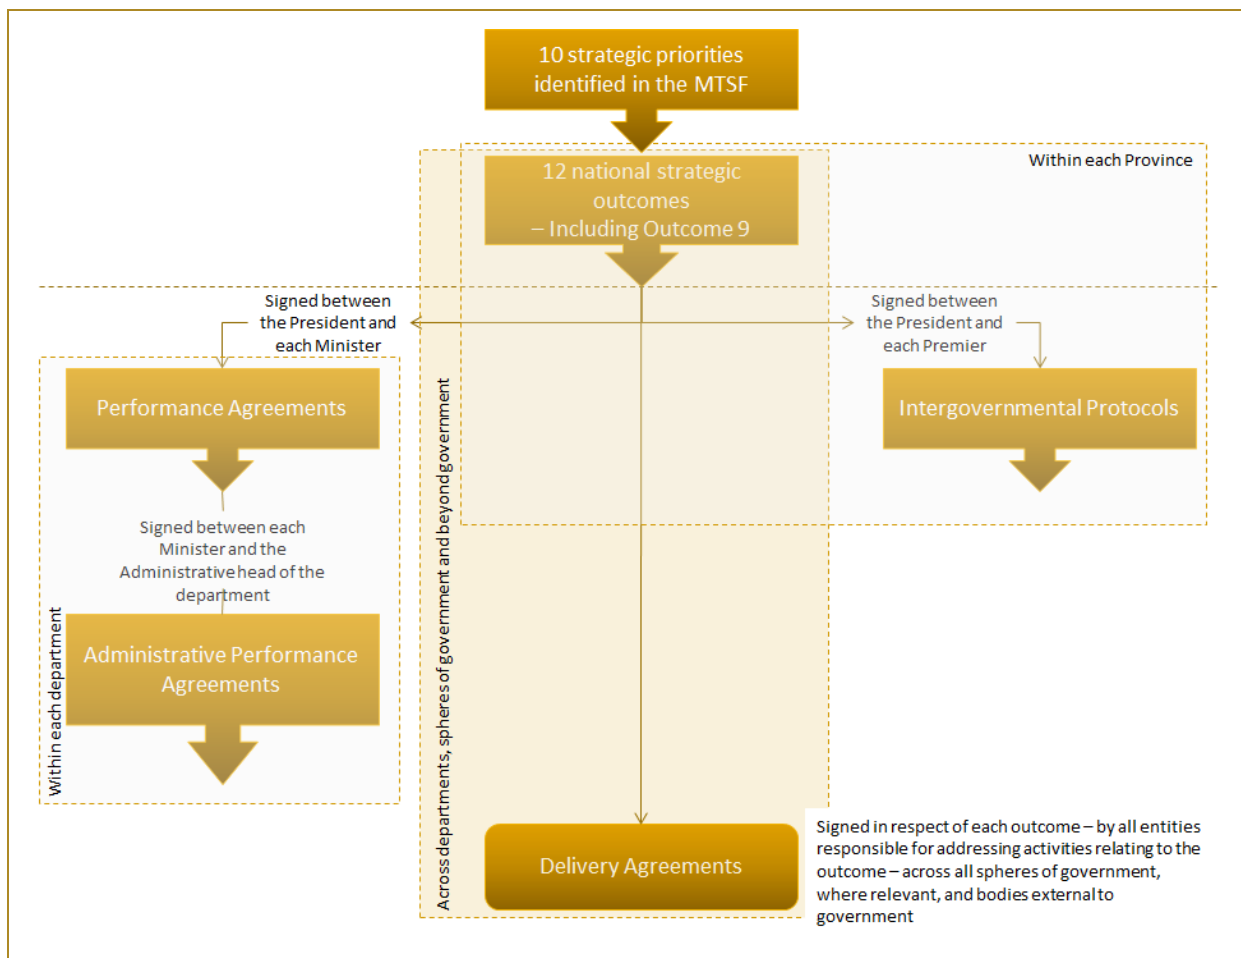 10 strategic priorities
identified in the MTSF
Within each Province
12 national strategic
outcomes
– Including Outcome 9
Signed between
the President and
each Minister
Signed between
the President and
each Premier
Performance Agreements
Intergovernmental Protocols
Signed between each
Minister and the
Administrative head of the
department
Administrative Performance
Agreements
Within each department
Across departments, spheres of government and beyond government
Delivery Agreements
Signed in respect of each outcome – by all entities
responsible for addressing activities relating to the
outcome – across all spheres of government,
where relevant, and bodies external to
government